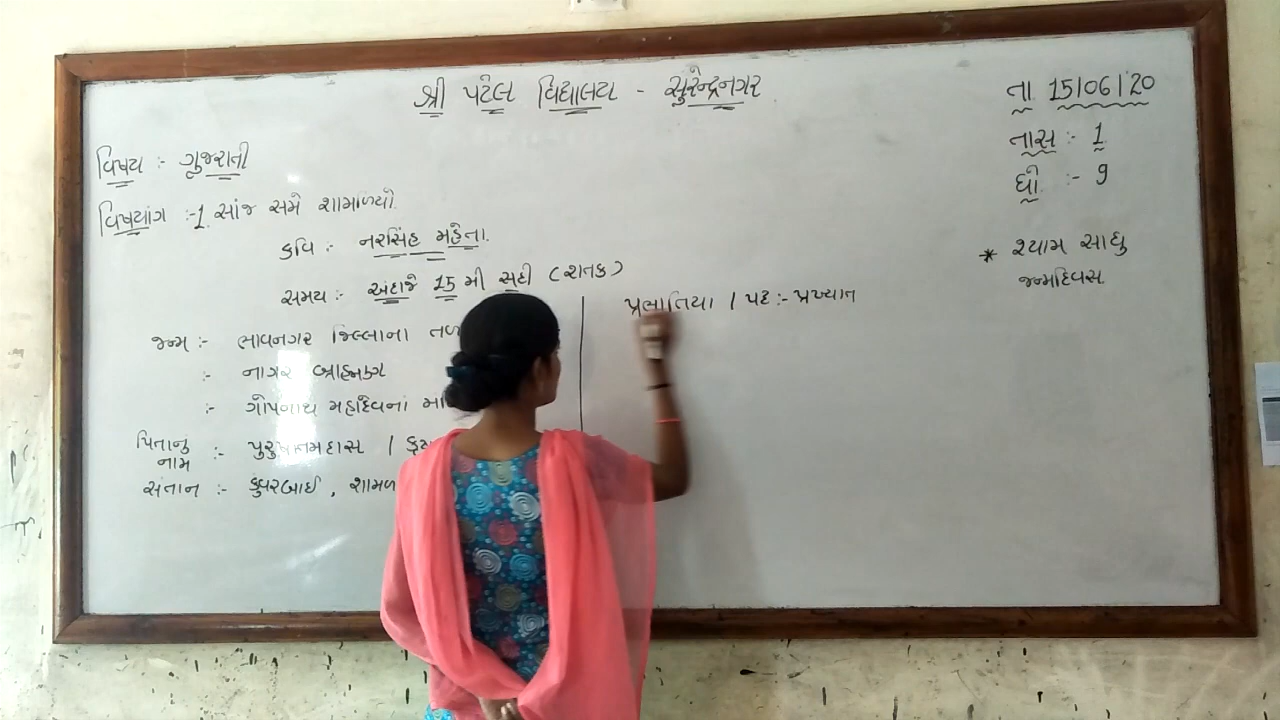 શ્રી પટેલ વિદ્યાલય - સુરેન્દ્રનગર
તા 15/06/20
તાસ :- 1
ધો. :- 9
* શ્યામ સાધુ
જન્મદિવસ.
વિષય :- ગુજરાતી
વિષયાંગ :- 1. સાંજ સમે શામળિયો
કવિ :- નરસિંહ મહેતા.
સમય :- અંદાજે 15 મી સદી (શતક)
જન્મ :- ભાવનગર જિલ્લાના
:- નાગર બ્રાહ્મણ
:- ગોપનાથ મહાદેવનાં
પિતાનું નામ :- પુરુષોતમદાસ /
સંતાન :- કુંવરબાઈ, શામળ
પ્રભાતિયા / પદ :- પ્રખ્યાત